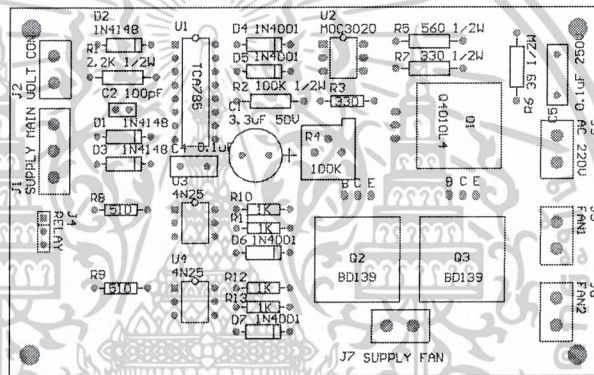 D2
1N4148
R1
2.2K 1/2W
C2 100pF
D1 1N4148
D3 1N4148
U1
TCA785
D4 1N4001
D5 1N4001
R2 100K 1/2W
C1
3.3uF 50V
C4 0.1uF
U2
MOC3020
R3
330
R4
100K
R5 560 1/2W
R7 330 1/2W
Q4010L4
Q1
R6 39 1/2W
AC 220V
J2
VOLT CON
J1
SUPPLY MAIN
J4
RELAY
R8
510
R9
510
U3
4N25
U4
4N25
R10
1K
R11
1K
D6 1N4001
R12
1K
R13
1K
D7 1N4001
B C E
B C E
Q2
BD139
Q3
BD139
FAN1
FAN2
J7 SUPPLY FAN